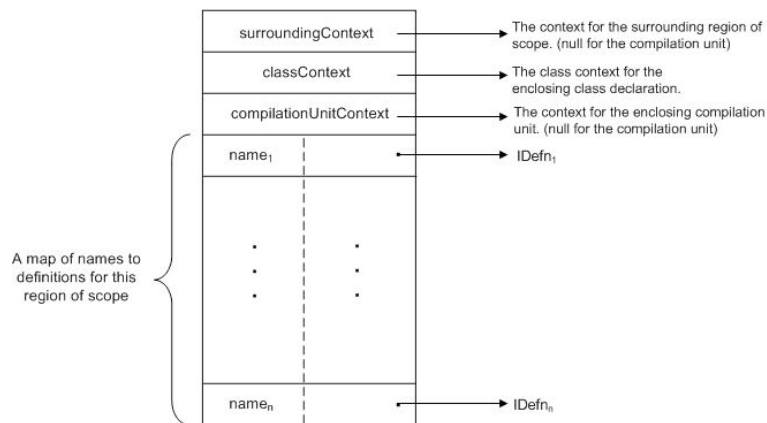 surroundingContext
The context for the surrounding region of
scope. (null for the compilation unit)
classContext
The class context for the
enclosing class declaration.
compilationUnitContext
The context for the enclosing compilation
unit. (null for the compilation unit)
name1
IDefn1
A map of names to
definitions for this
region of scope
namen
IDefnn